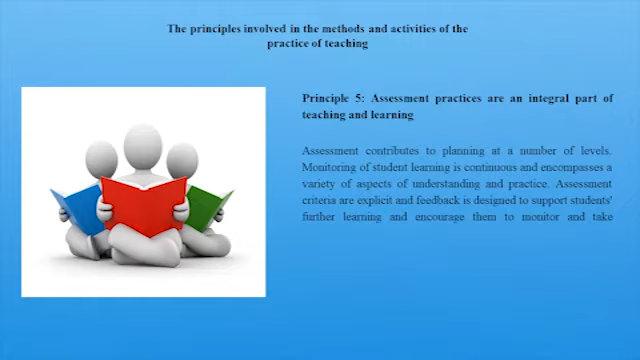 The principles involved in the methods and activities of the
practice of teaching
Principle 5: Assessment practices are an integral part of
teaching and learning
Assessment contributes to planning at a number of levels.
Monitoring of student learning is continuous and encompasses a
variety of aspects of understanding and practice. Assessment
criteria are explicit and feedback is designed to support students'
further learning and encourage them to monitor and take